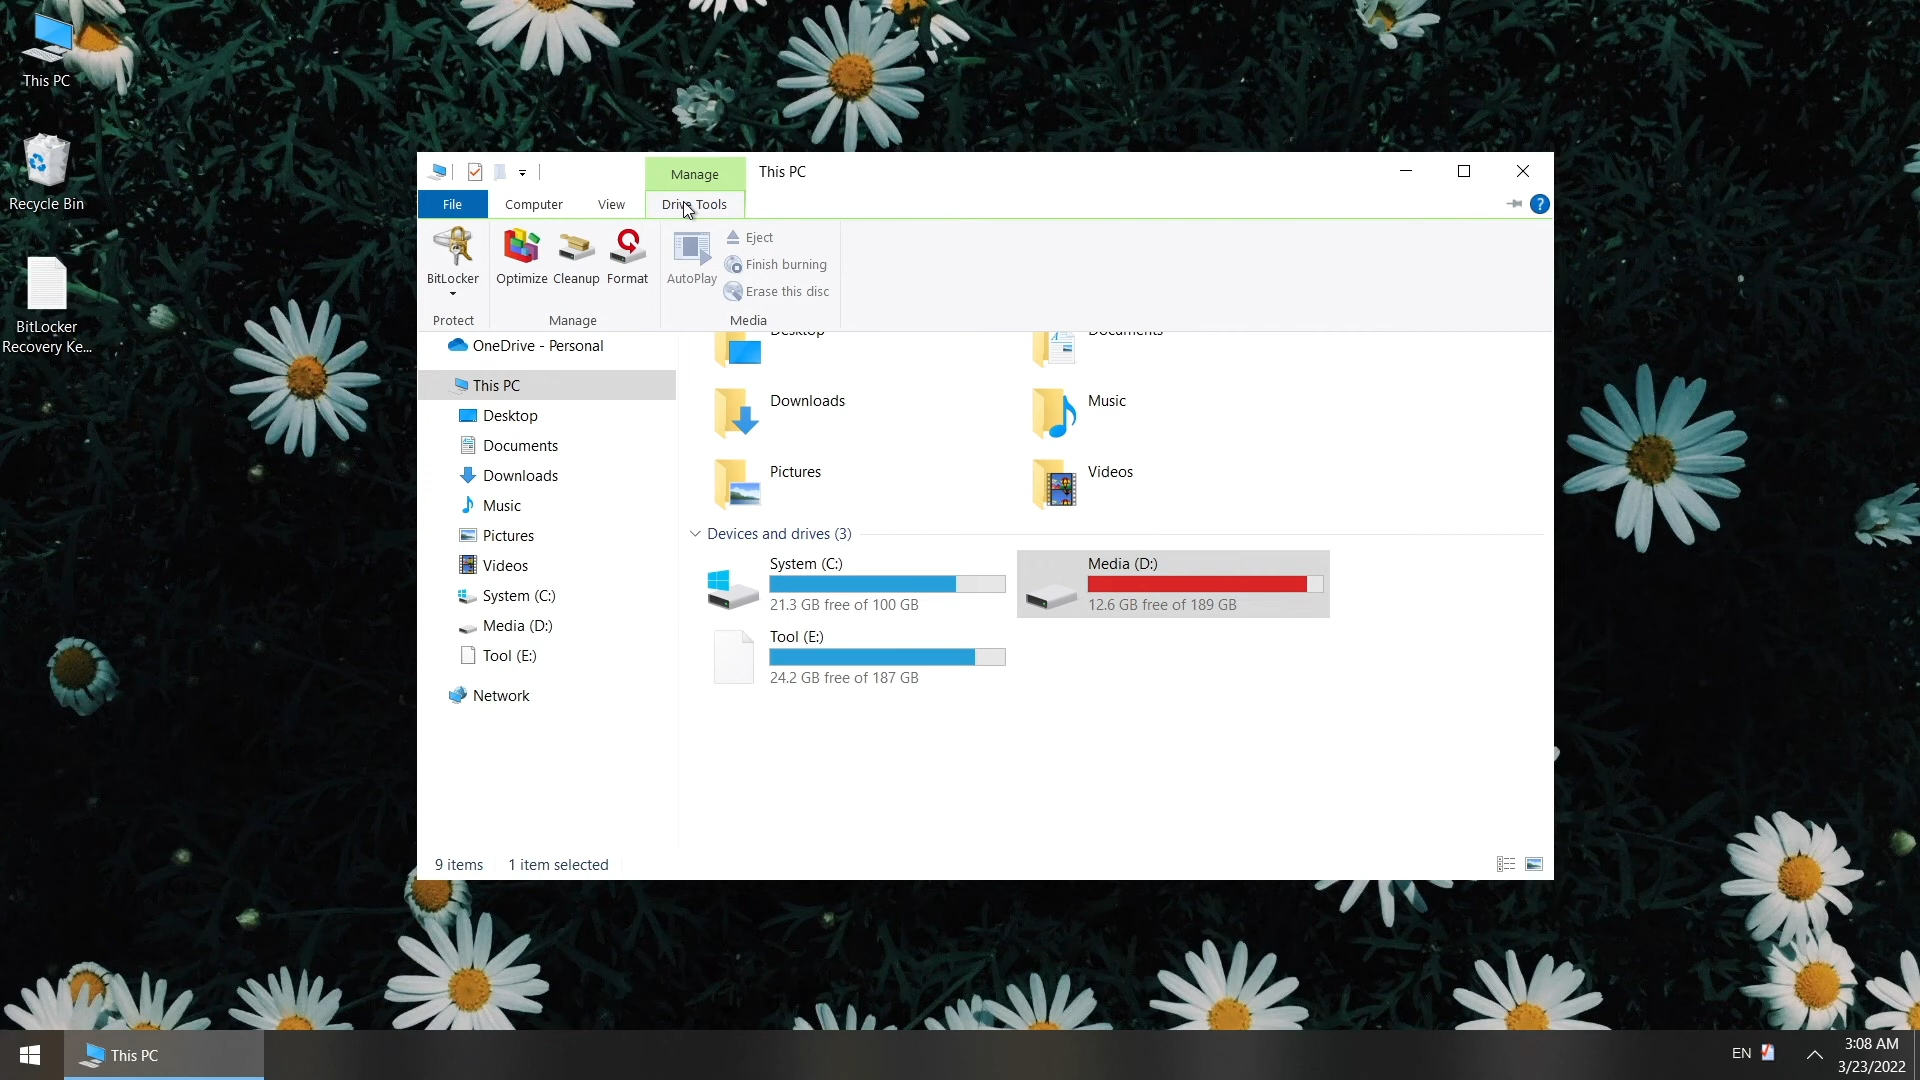 This PC
Recycle Bin
BitLocker
Recovery Ke...
Manage
This PC
File
Computer
View
Drive Tools
?
BitLocker
Optimize
Cleanup
Format
AutoPlay
Eject
Finish burning
Erase this disc
Protect
Manage
Media
OneDrive - Personal
This PC
Desktop
Documents
Downloads
Music
Pictures
Videos
System (C:)
Media (D:)
Tool (E:)
Network
Desktop
Documents
Downloads
Music
Pictures
Videos
Devices and drives (3)
System (C:)
21.3 GB free of 100 GB
Media (D:)
12.6 GB free of 189 GB
Tool (E:)
24.2 GB free of 187 GB
9 items
1 item selected
This PC
EN
3:08 AM
3/23/2022